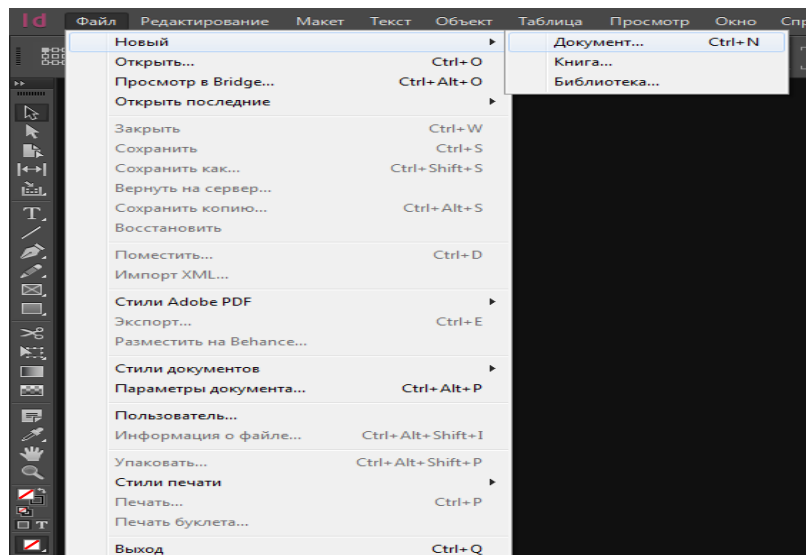 Id Файл Редактирование Макет Текст Объект Таблица Просмотр Окно Спр
Новый
Открыть... Ctrl+O
Просмотр в Bridge... Ctrl+Alt+O
Открыть последние
Закрыть Ctrl+W
Сохранить Ctrl+S
Сохранить как... Ctrl+Shift+S
Вернуть на сервер...
Сохранить копию... Ctrl+Alt+S
Восстановить
Поместить... Ctrl+D
Импорт XML...
Стили Adobe PDF
Экспорт... Ctrl+E
Разместить на Behance...
Стили документов
Параметры документа... Ctrl+Alt+P
Пользователь...
Информация о файле... Ctrl+Alt+Shift+I
Упаковать... Ctrl+Alt+Shift+P
Стили печати
Печать... Ctrl+P
Печать буклета...
Выход Ctrl+Q
Документ... Ctrl+N
Книга...
Библиотека...